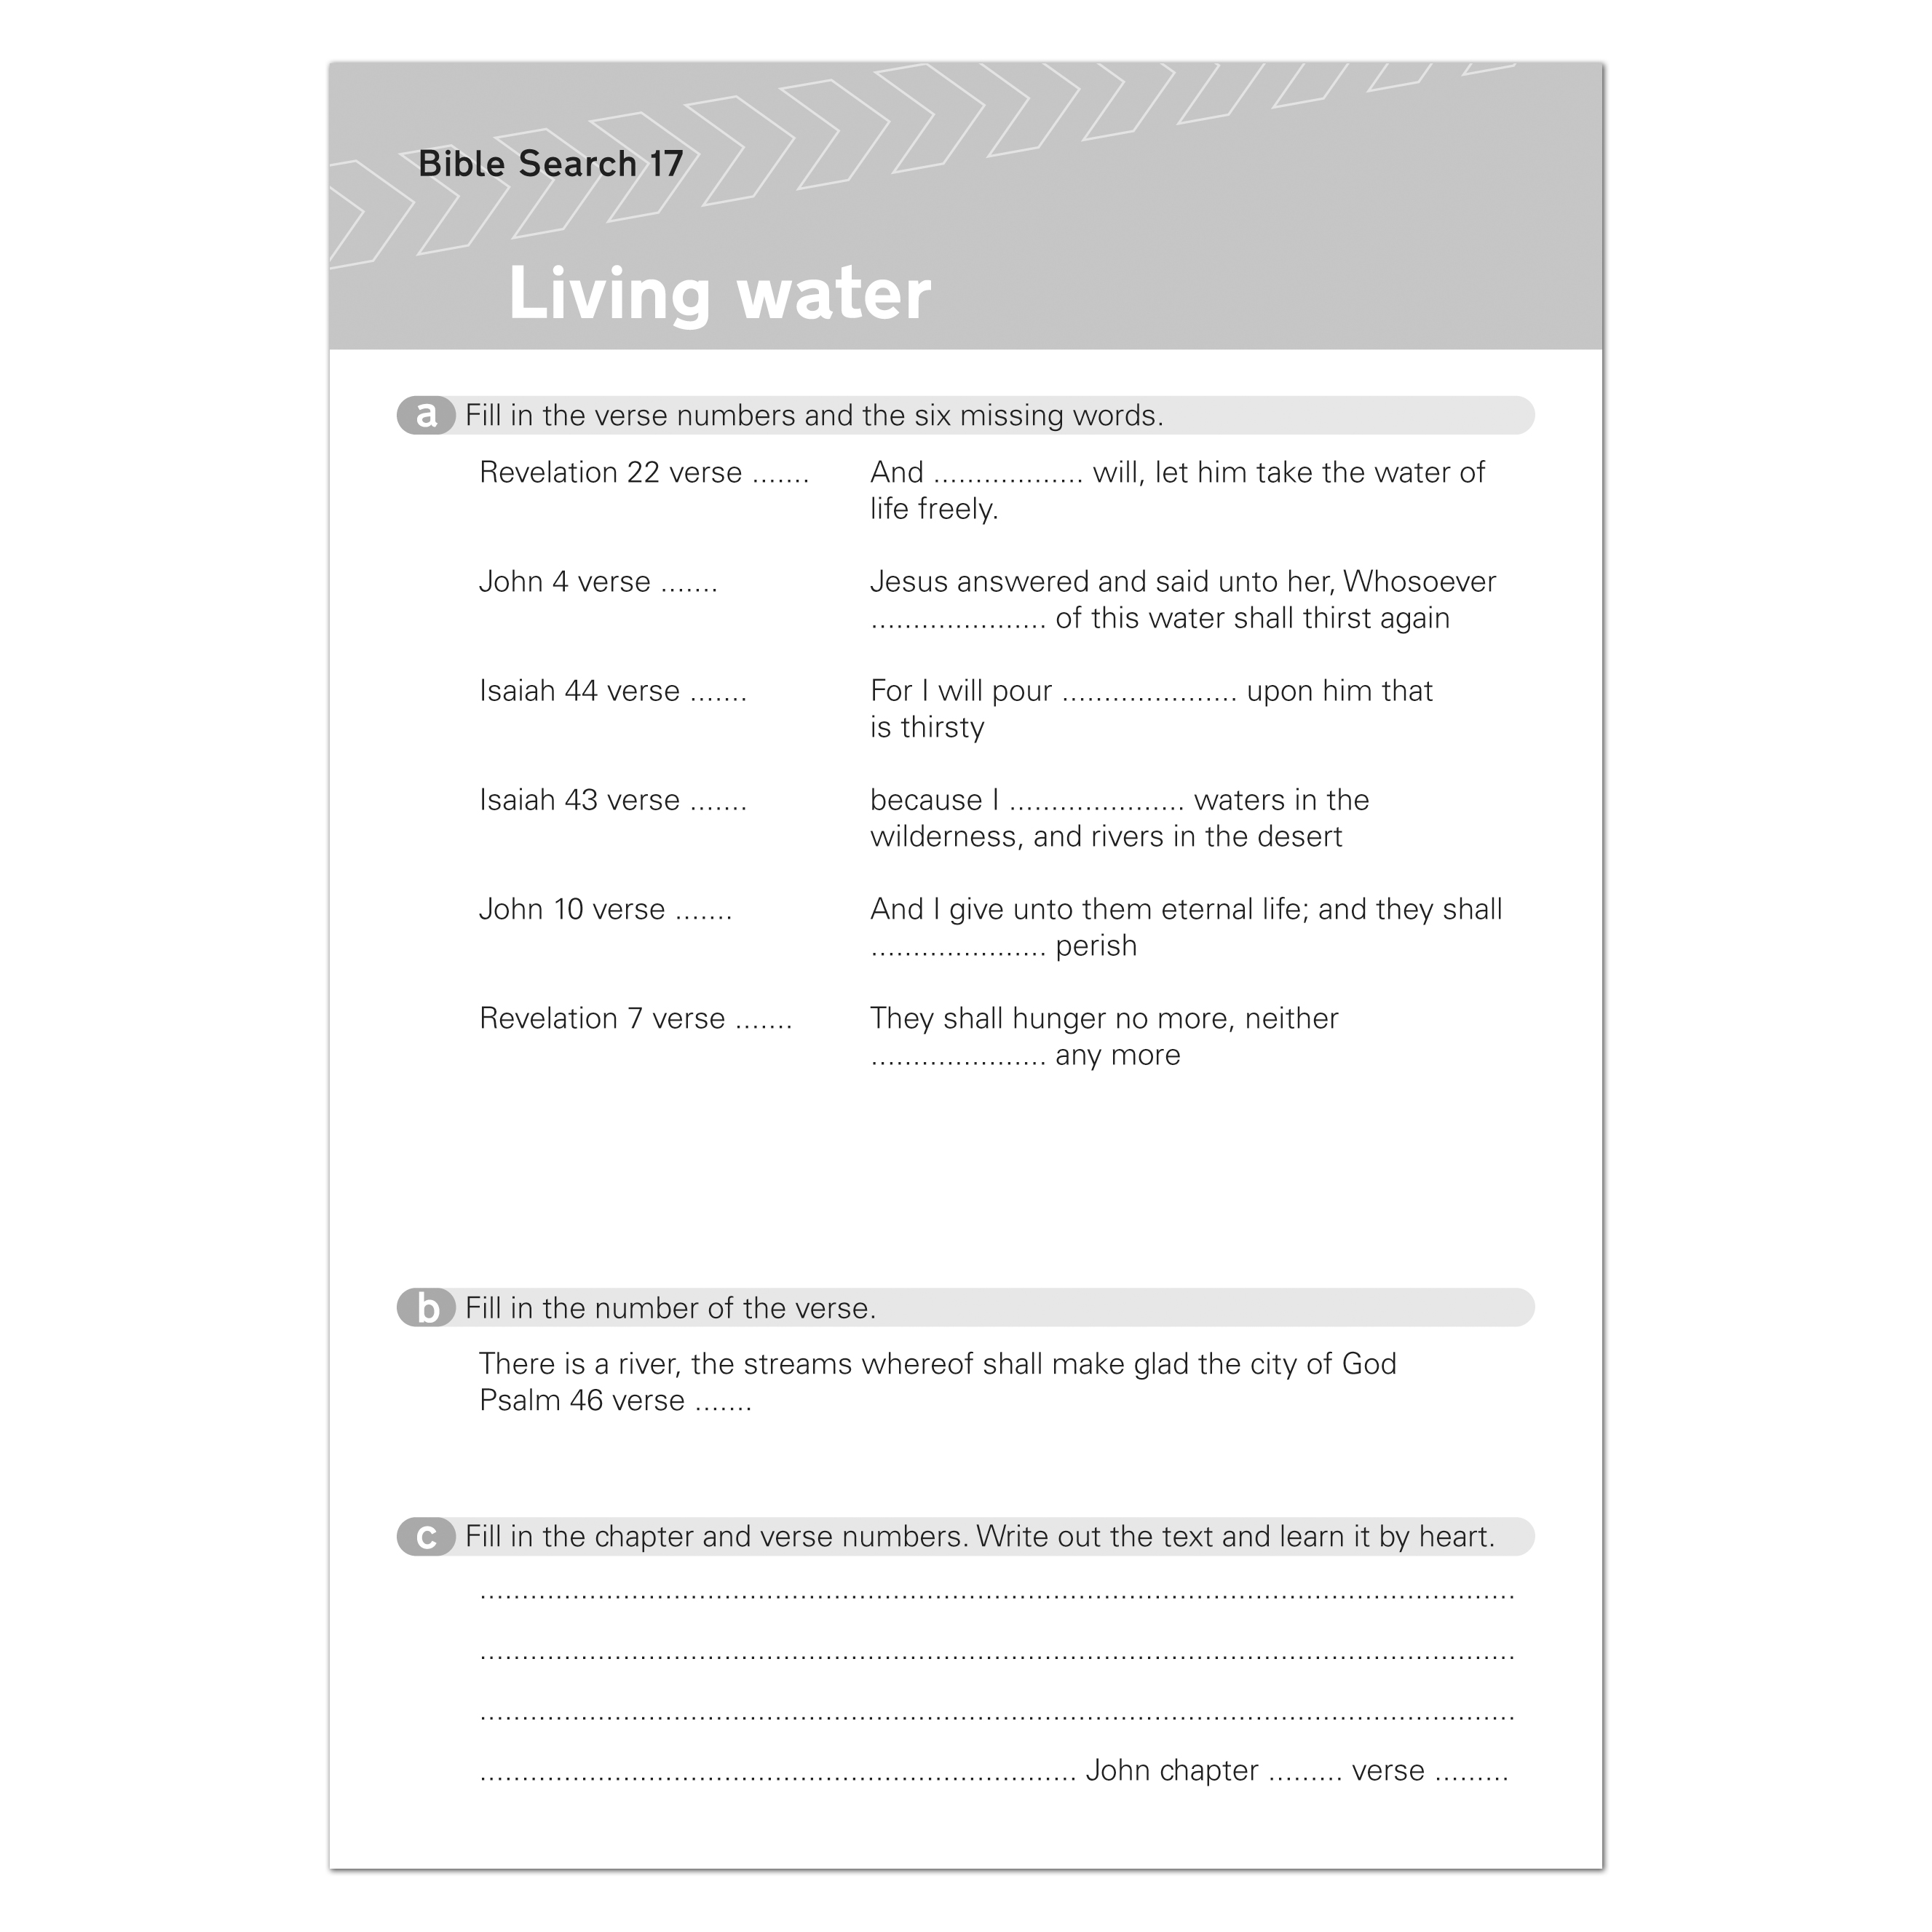 Bible Search 17
Living water
a Fill in the verse numbers and the six missing words.
Revelation 22 verse .......
And .................. will, let him take the water of
life freely.
John 4 verse .......
Jesus answered and said unto her, Whosoever
..................... of this water shall thirst again
Isaiah 44 verse .......
For I will pour ..................... upon him that
is thirsty
Isaiah 43 verse .......
because I ..................... waters in the
wilderness, and rivers in the desert
John 10 verse .......
And I give unto them eternal life; and they shall
..................... perish
Revelation 7 verse .......
They shall hunger no more, neither
..................... any more
b Fill in the number of the verse.
There is a river, the streams whereof shall make glad the city of God
Psalm 46 verse .......
c Fill in the chapter and verse numbers. Write out the text and learn it by heart.
............................................................................................................................
............................................................................................................................
............................................................................................................................
....................................................................... John chapter ......... verse .........